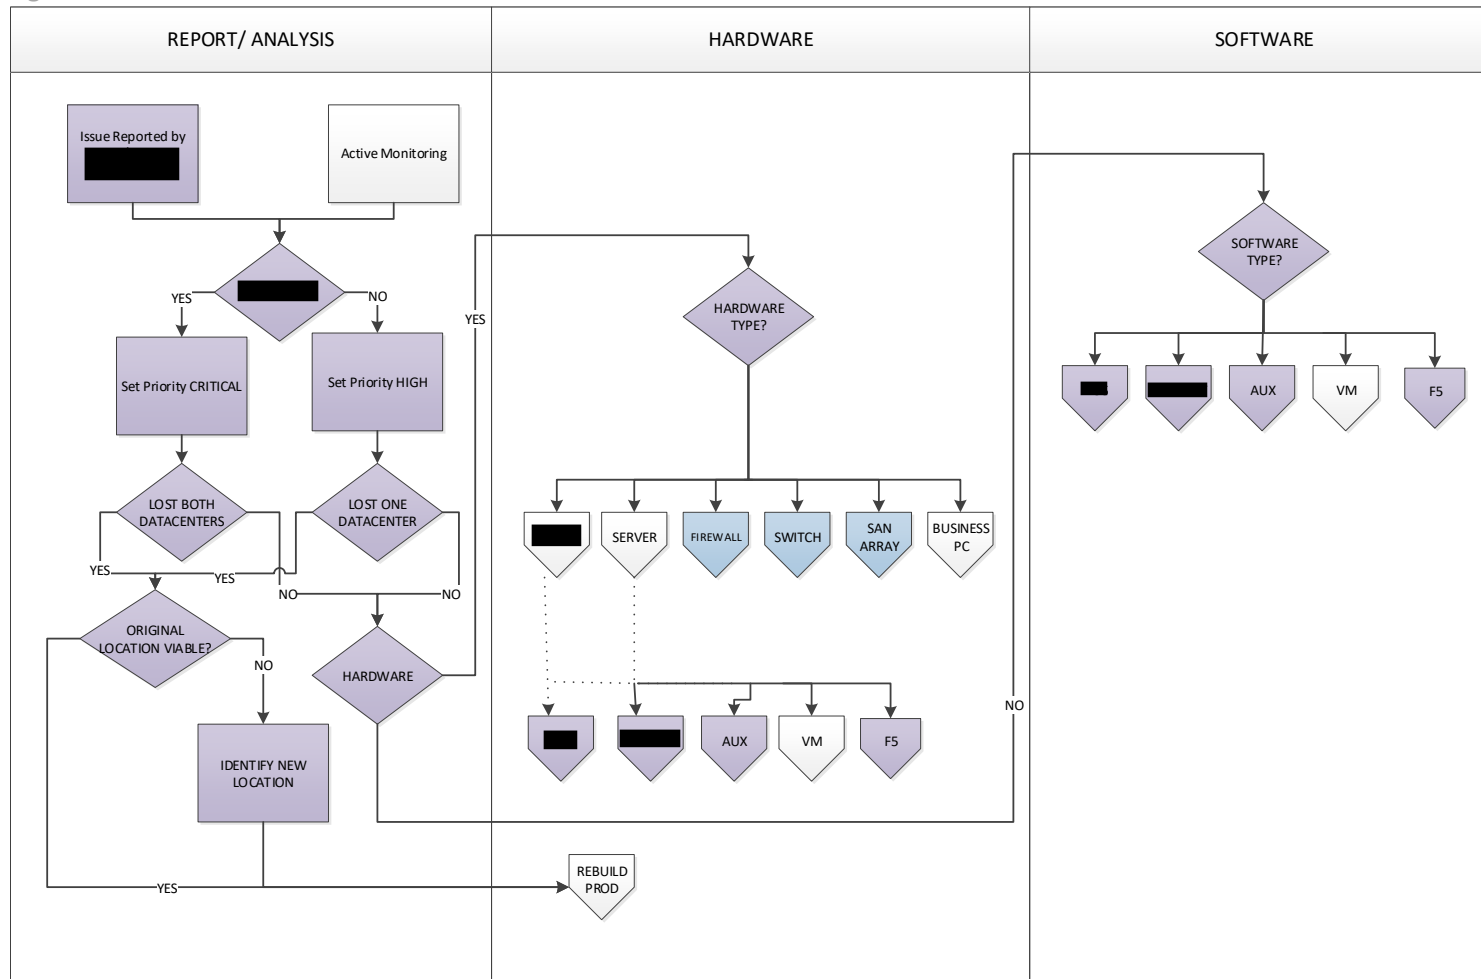 REPORT/ ANALYSIS
HARDWARE
SOFTWARE
Issue Reported by
Active Monitoring
YES
NO
Set Priority CRITICAL
Set Priority HIGH
LOST BOTH
DATACENTERS
LOST ONE
DATACENTER
YES
YES
NO
NO
ORIGINAL
LOCATION VIABLE?
NO
HARDWARE
IDENTIFY NEW
LOCATION
YES
YES
HARDWARE
TYPE?
SERVER
FIREWALL
SWITCH
SAN
ARRAY
BUSINESS
PC
AUX
VM
F5
REBUILD
PROD
NO
SOFTWARE
TYPE?
AUX
VM
F5